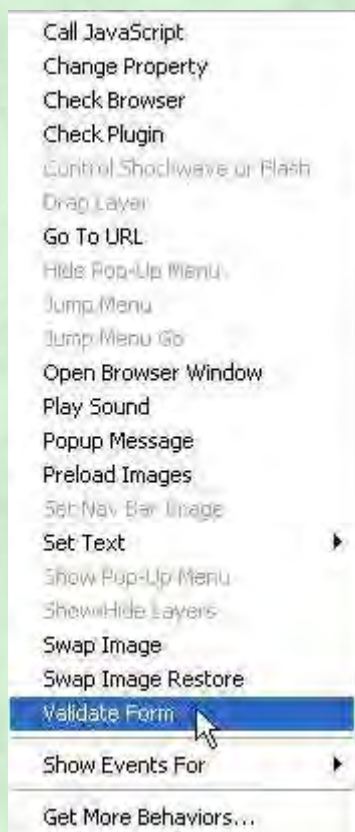 Call JavaScript
Change Property
Check Browser
Check Plugin
Control Shockwave or Flash
Drag Layer
Go To URL
Hide Pop-Up Menu
Jump Menu
Jump Menu Go
Open Browser Window
Play Sound
Popup Message
Preload Images
Set Nav Bar Image
Set Text
Show Pop-Up Menu
Show-Hide Layers
Swap Image
Swap Image Restore
Validate Form
Show Events For
Get More Behaviors...